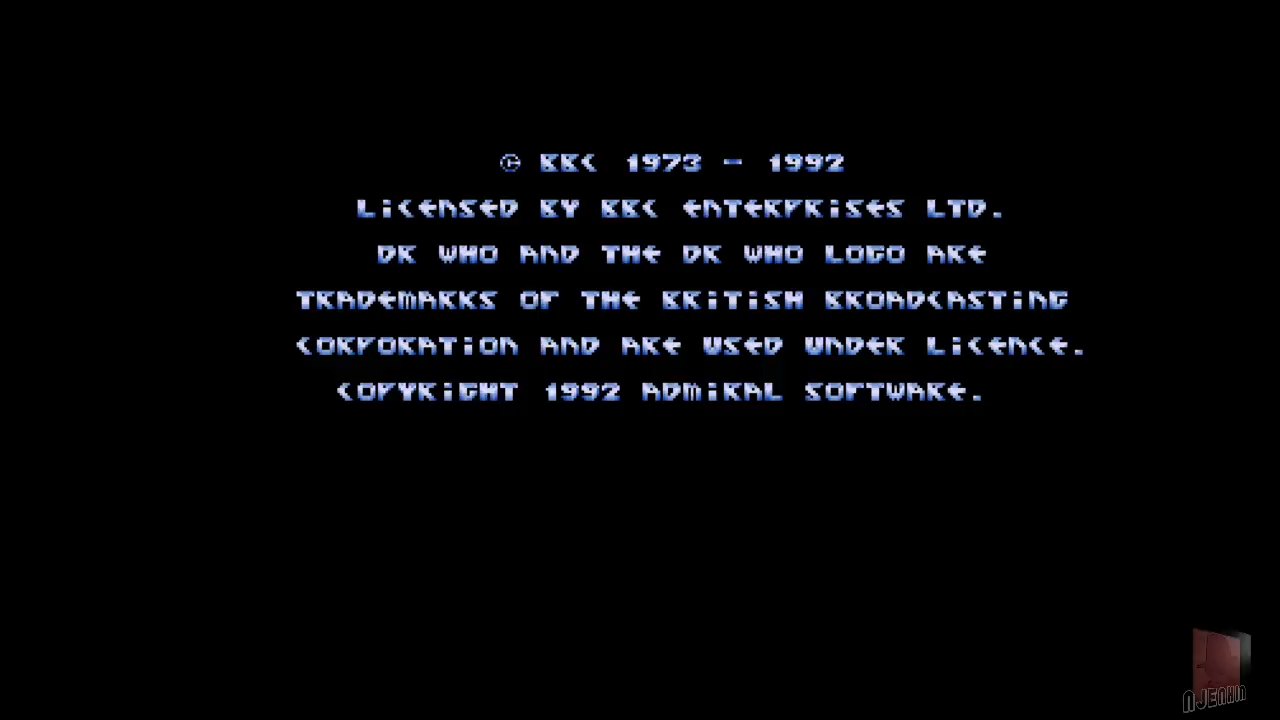 © BBC 1973 - 1992
LiCENSED BY BBC ENTERPRiSES LTD.
DR WHO AND THE DR WHO LOGO ARE
TRADEMARKS OF THE BRiTiSH BROADCASTiNG
CORPORATiON AND ARE USED UNDER LiCENCE.
COPYRiGHT 1992 ADMiRAL SOFTWARE.
NJENKIN